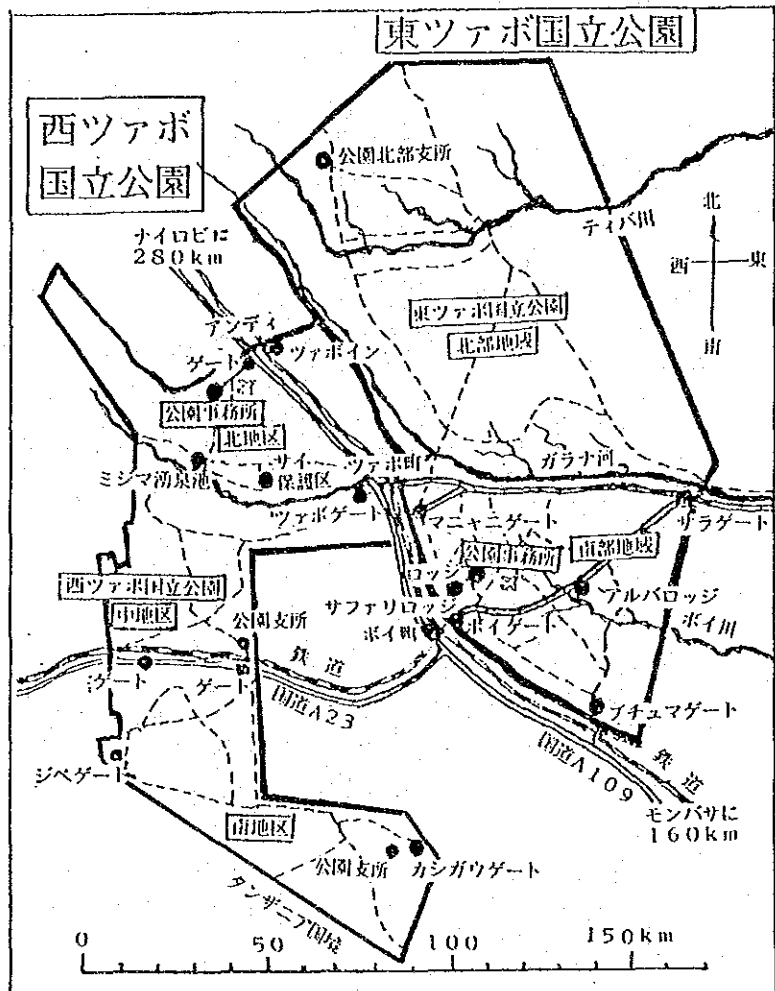 東ツァボ国立公園
西ツァボ
国立公園
公園北部支所
ナイロビに
280km
ティバ川
北
西 東
南
東ツァボ国立公園
北部地域
アンディ
ゲート
ツァボイン
公園事務所
北地区
ツァボ町
ガラナ河
サイ
保護区
ミシマ湧泉池
ツァボゲート
マニャニゲート
サラゲート
公園事務所
南部地域
ロッジ
西ツァボ国立公園
中地区
公園支所
サファリロッジ
ボイ町
ボイゲート
アルバロッジ
ボイ川
鉄道
ゲート
ゲート
国道A23
ブチュマゲート
ジペゲート
国道A109
鉄道
モンバサに
160km
南地区
公園支所
カシガウゲート
タンザニア国境
0 50 100 150km